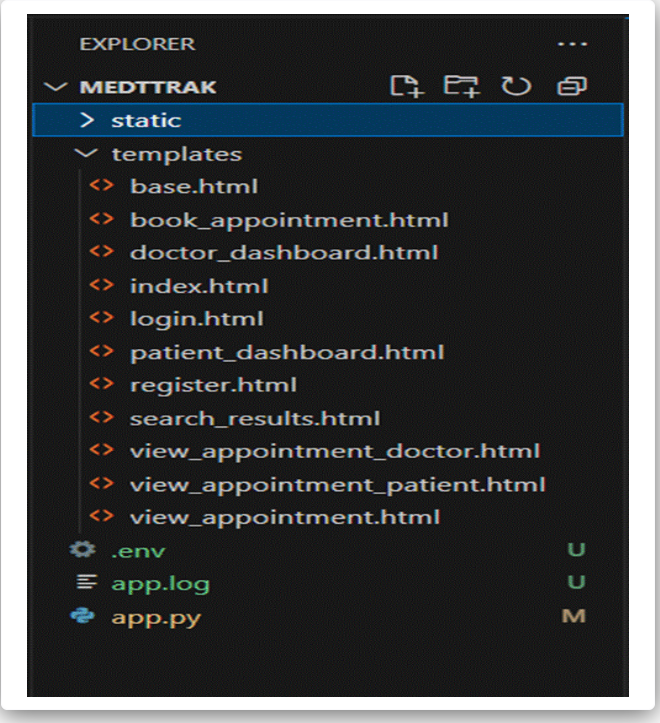 EXPLORER ...
MEDTTRAK
> static
templates
<> base.html
<> book_appointment.html
<> doctor_dashboard.html
<> index.html
<> login.html
<> patient_dashboard.html
<> register.html
<> search_results.html
<> view_appointment_doctor.html
<> view_appointment_patient.html
<> view_appointment.html
.env U
app.log U
app.py M